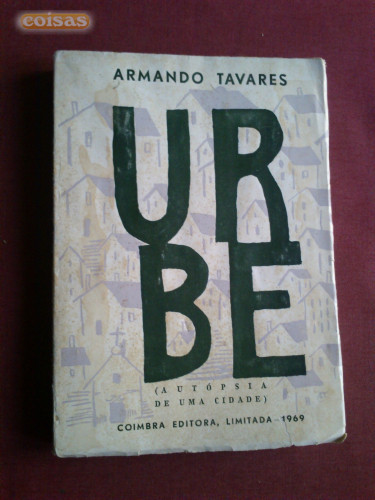 coisas
ARMANDO TAVARES
UR
BE
(AUTÓPSIA
DE UMA CIDADE)
COIMBRA EDITORA, LIMITADA - 1969